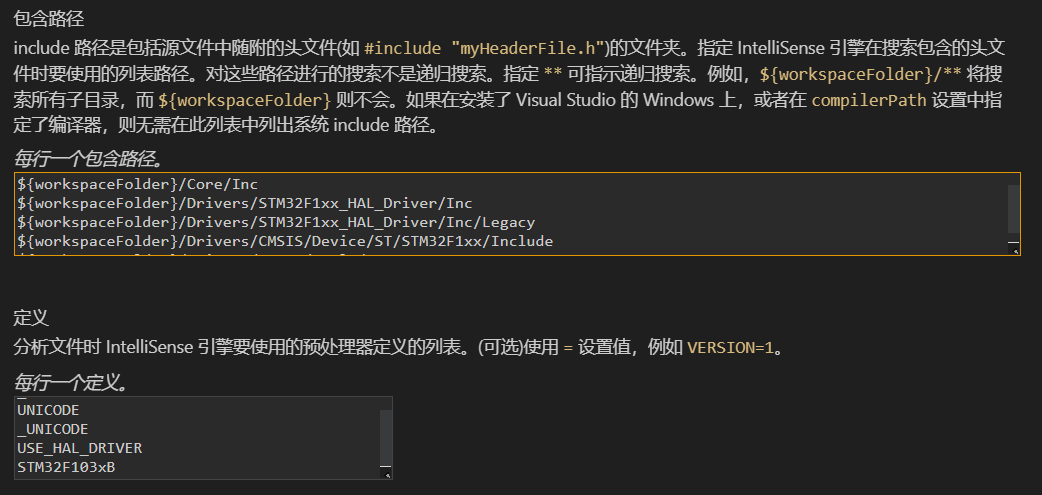 包含路径
include 路径是包括源文件中随附的头文件(如 #include "myHeaderFile.h")的文件夹。指定 IntelliSense 引擎在搜索包含的头文
件时要使用的列表路径。对这些路径进行的搜索不是递归搜索。指定 ** 可指示递归搜索。例如，${workspaceFolder}/** 将搜
索所有子目录，而 ${workspaceFolder} 则不会。如果在安装了 Visual Studio 的 Windows 上，或者在 compilerPath 设置中指
定了编译器，则无需在此列表中列出系统 include 路径。
每行一个包含路径。
${workspaceFolder}/Core/Inc
${workspaceFolder}/Drivers/STM32F1xx_HAL_Driver/Inc
${workspaceFolder}/Drivers/STM32F1xx_HAL_Driver/Inc/Legacy
${workspaceFolder}/Drivers/CMSIS/Device/ST/STM32F1xx/Include
定义
分析文件时 IntelliSense 引擎要使用的预处理器定义的列表。(可选)使用 = 设置值，例如 VERSION=1。
每行一个定义。
UNICODE
_UNICODE
USE_HAL_DRIVER
STM32F103xB